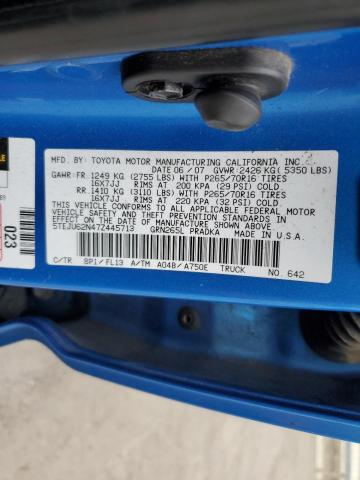 MFD. BY: TOYOTA MOTOR MANUFACTURING CALIFORNIA INC.
DATE 06/07 GVWR:2426 KG( 5350 LBS)
GAWR:FR.1249 KG (2755 LBS) WITH P265/70R16 TIRES
16X7JJ RIMS AT 200 KPA (29 PSI) COLD.
RR.1410 KG (3110 LBS) WITH P265/70R16 TIRES
16X7JJ RIMS AT 220 KPA (32 PSI) COLD.
THIS VEHICLE CONFORMS TO ALL APPLICABLE FEDERAL MOTOR
VEHICLE SAFETY AND THEFT PREVENTION STANDARDS IN
EFFECT ON THE DATE OF MANUFACTURE SHOWN ABOVE.
5TEJU62N47Z445713 GRN265L PRADKA
C/TR 8P1/FL13 A/TM A04B/A750E TRUCK NO. 642
023